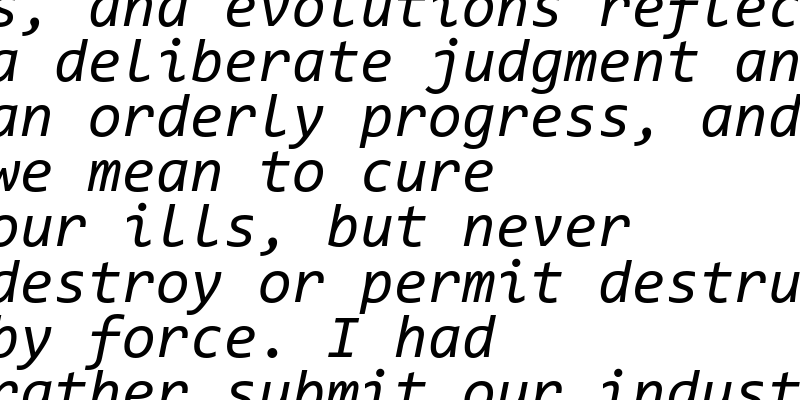 s, and evolutions reflec
a deliberate judgment an
an orderly progress, and
we mean to cure
our ills, but never
destroy or permit destru
by force. I had
rather submit our indust